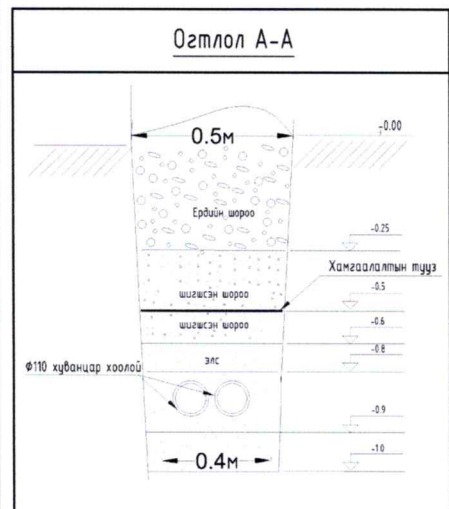 Огтлол А-А
0.5м
-0.00
Ердийн шороо
-0.25
Хамгаалалтын тууз
шигшсэн шороо
-0.5
шигшсэн шороо
-0.6
элс
-0.8
Ф110 хуванцар хоолой
-0.9
0.4м
-1.0